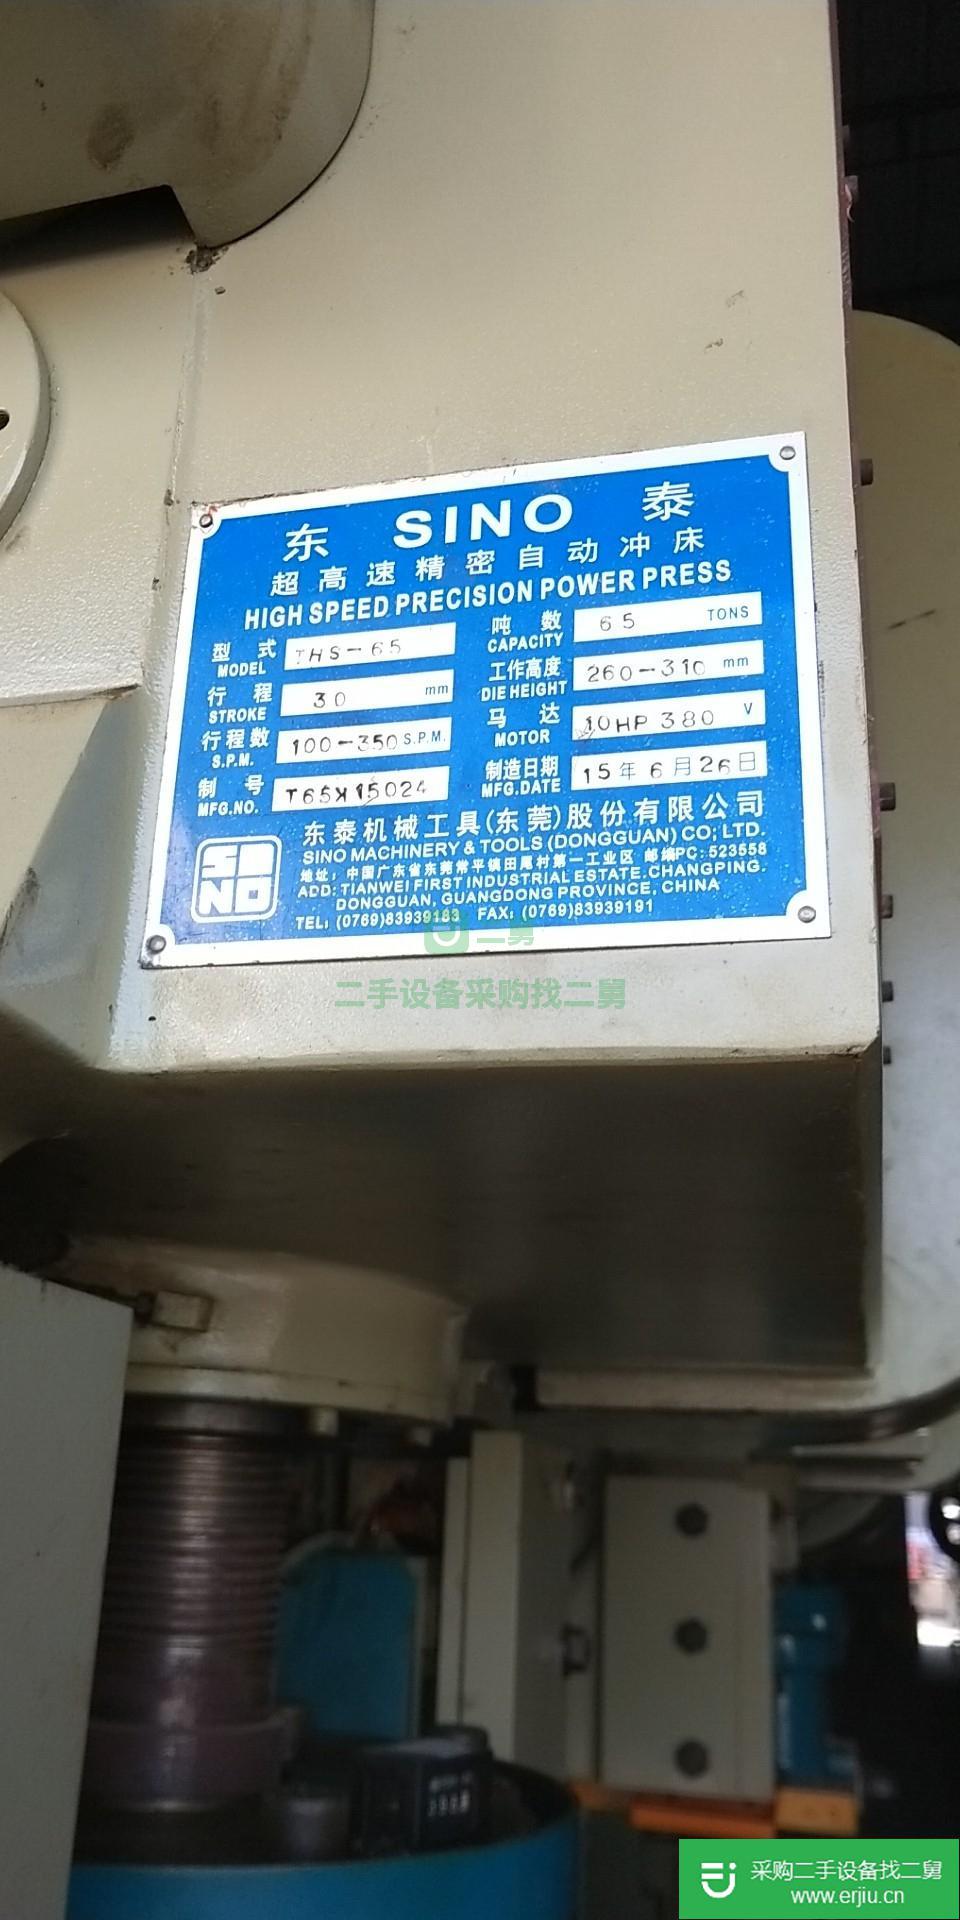 东 SINO 泰
超高速精密自动冲床
HIGH SPEED PRECISION POWER PRESS
型 式 MODEL THS-65 吨 数 CAPACITY 65 TONS
行 程 STROKE 30 mm 工作高度 DIE HEIGHT 260-310 mm
行程数 S.P.M. 100-350 S.P.M. 马 达 MOTOR 10HP 380 V
制 号 MFG.NO. T65K15024 制造日期 MFG.DATE 15年6月26日
SINO
东泰机械工具(东莞)股份有限公司
SINO MACHINERY & TOOLS (DONGGUAN) CO; LTD.
地址: 中国广东省东莞常平镇田尾村第一工业区 邮编PC: 523558
ADD: TIANWEI FIRST INDUSTRIAL ESTATE. CHANGPING.
DONGGUAN, GUANGDONG PROVINCE, CHINA
TEL: (0769)83939183 FAX: (0769)83939191
二舅
二手设备采购找二舅
采购二手设备找二舅
www.erjiu.cn